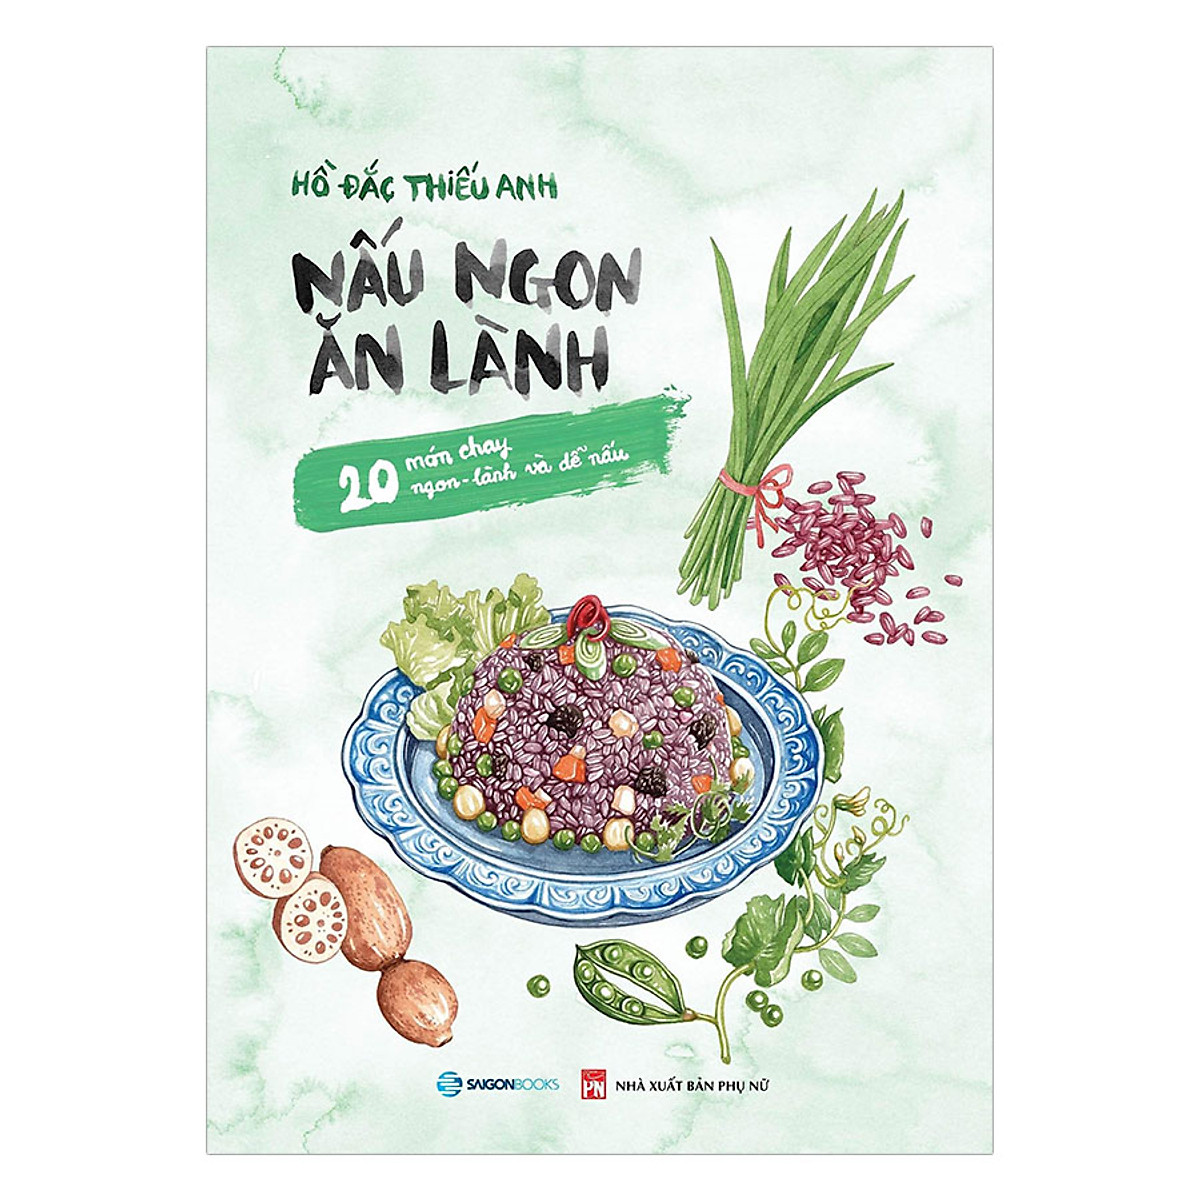 HỒ ĐẮC THIẾU ANH
NẤU NGON
ĂN LÀNH
20 món chay
ngon-lành và dễ nấu
SAIGONBOOKS
PN
NHÀ XUẤT BẢN PHỤ NỮ